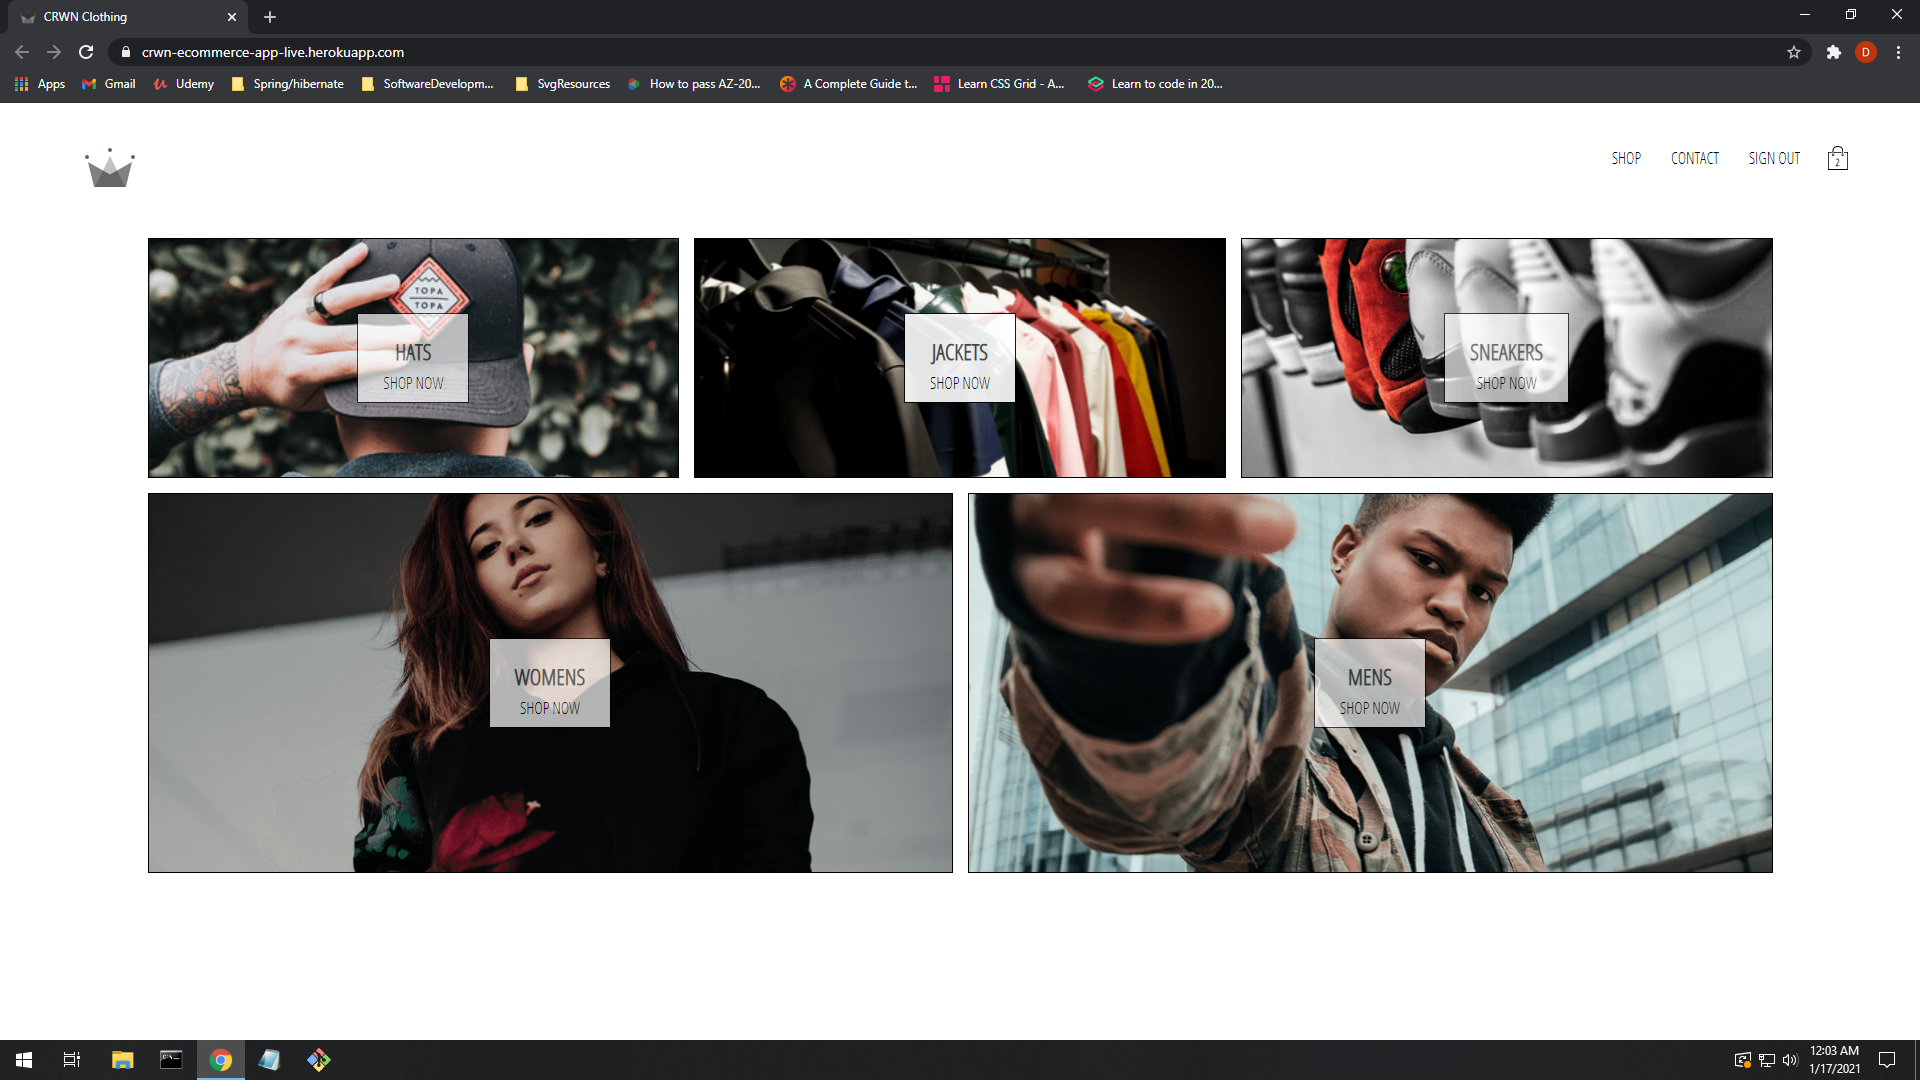 CRWN Clothing
crwn-ecommerce-app-live.herokuapp.com
D
Apps Gmail Udemy Spring/hibernate SoftwareDevelopm... SvgResources How to pass AZ-20... A Complete Guide t... Learn CSS Grid - A... Learn to code in 20...
SHOP CONTACT SIGN OUT 2
TOPA
TOPA
HATS
SHOP NOW
JACKETS
SHOP NOW
SNEAKERS
SHOP NOW
WOMENS
SHOP NOW
MENS
SHOP NOW
12:03 AM
1/17/2021